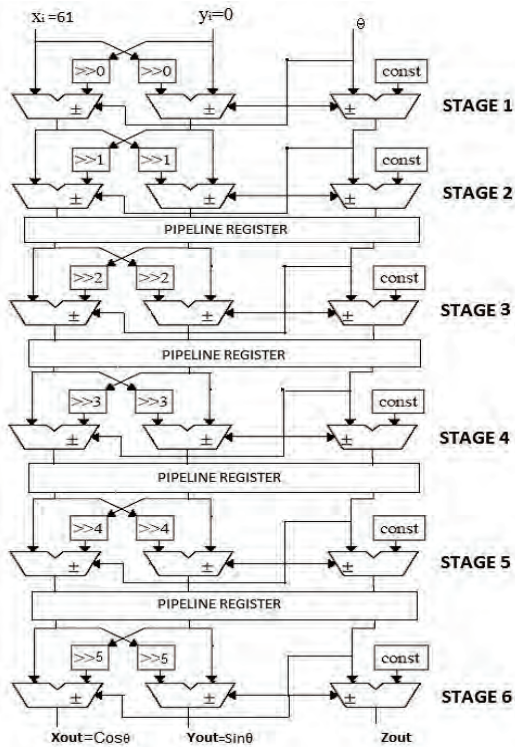 Xi=61 yi=0 θ
>>0 >>0 const
± ± ± STAGE 1
>>1 >>1 const
± ± ± STAGE 2
PIPELINE REGISTER
>>2 >>2 const
± ± ± STAGE 3
PIPELINE REGISTER
>>3 >>3 const
± ± ± STAGE 4
PIPELINE REGISTER
>>4 >>4 const
± ± ± STAGE 5
PIPELINE REGISTER
>>5 >>5 const
± ± ± STAGE 6
Xout=Cosθ Yout=Sinθ Zout